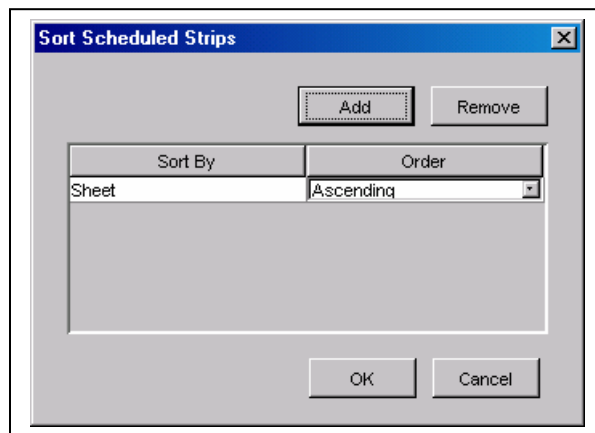 Sort Scheduled Strips
Add Remove
Sort By Order
Sheet Ascending
OK Cancel